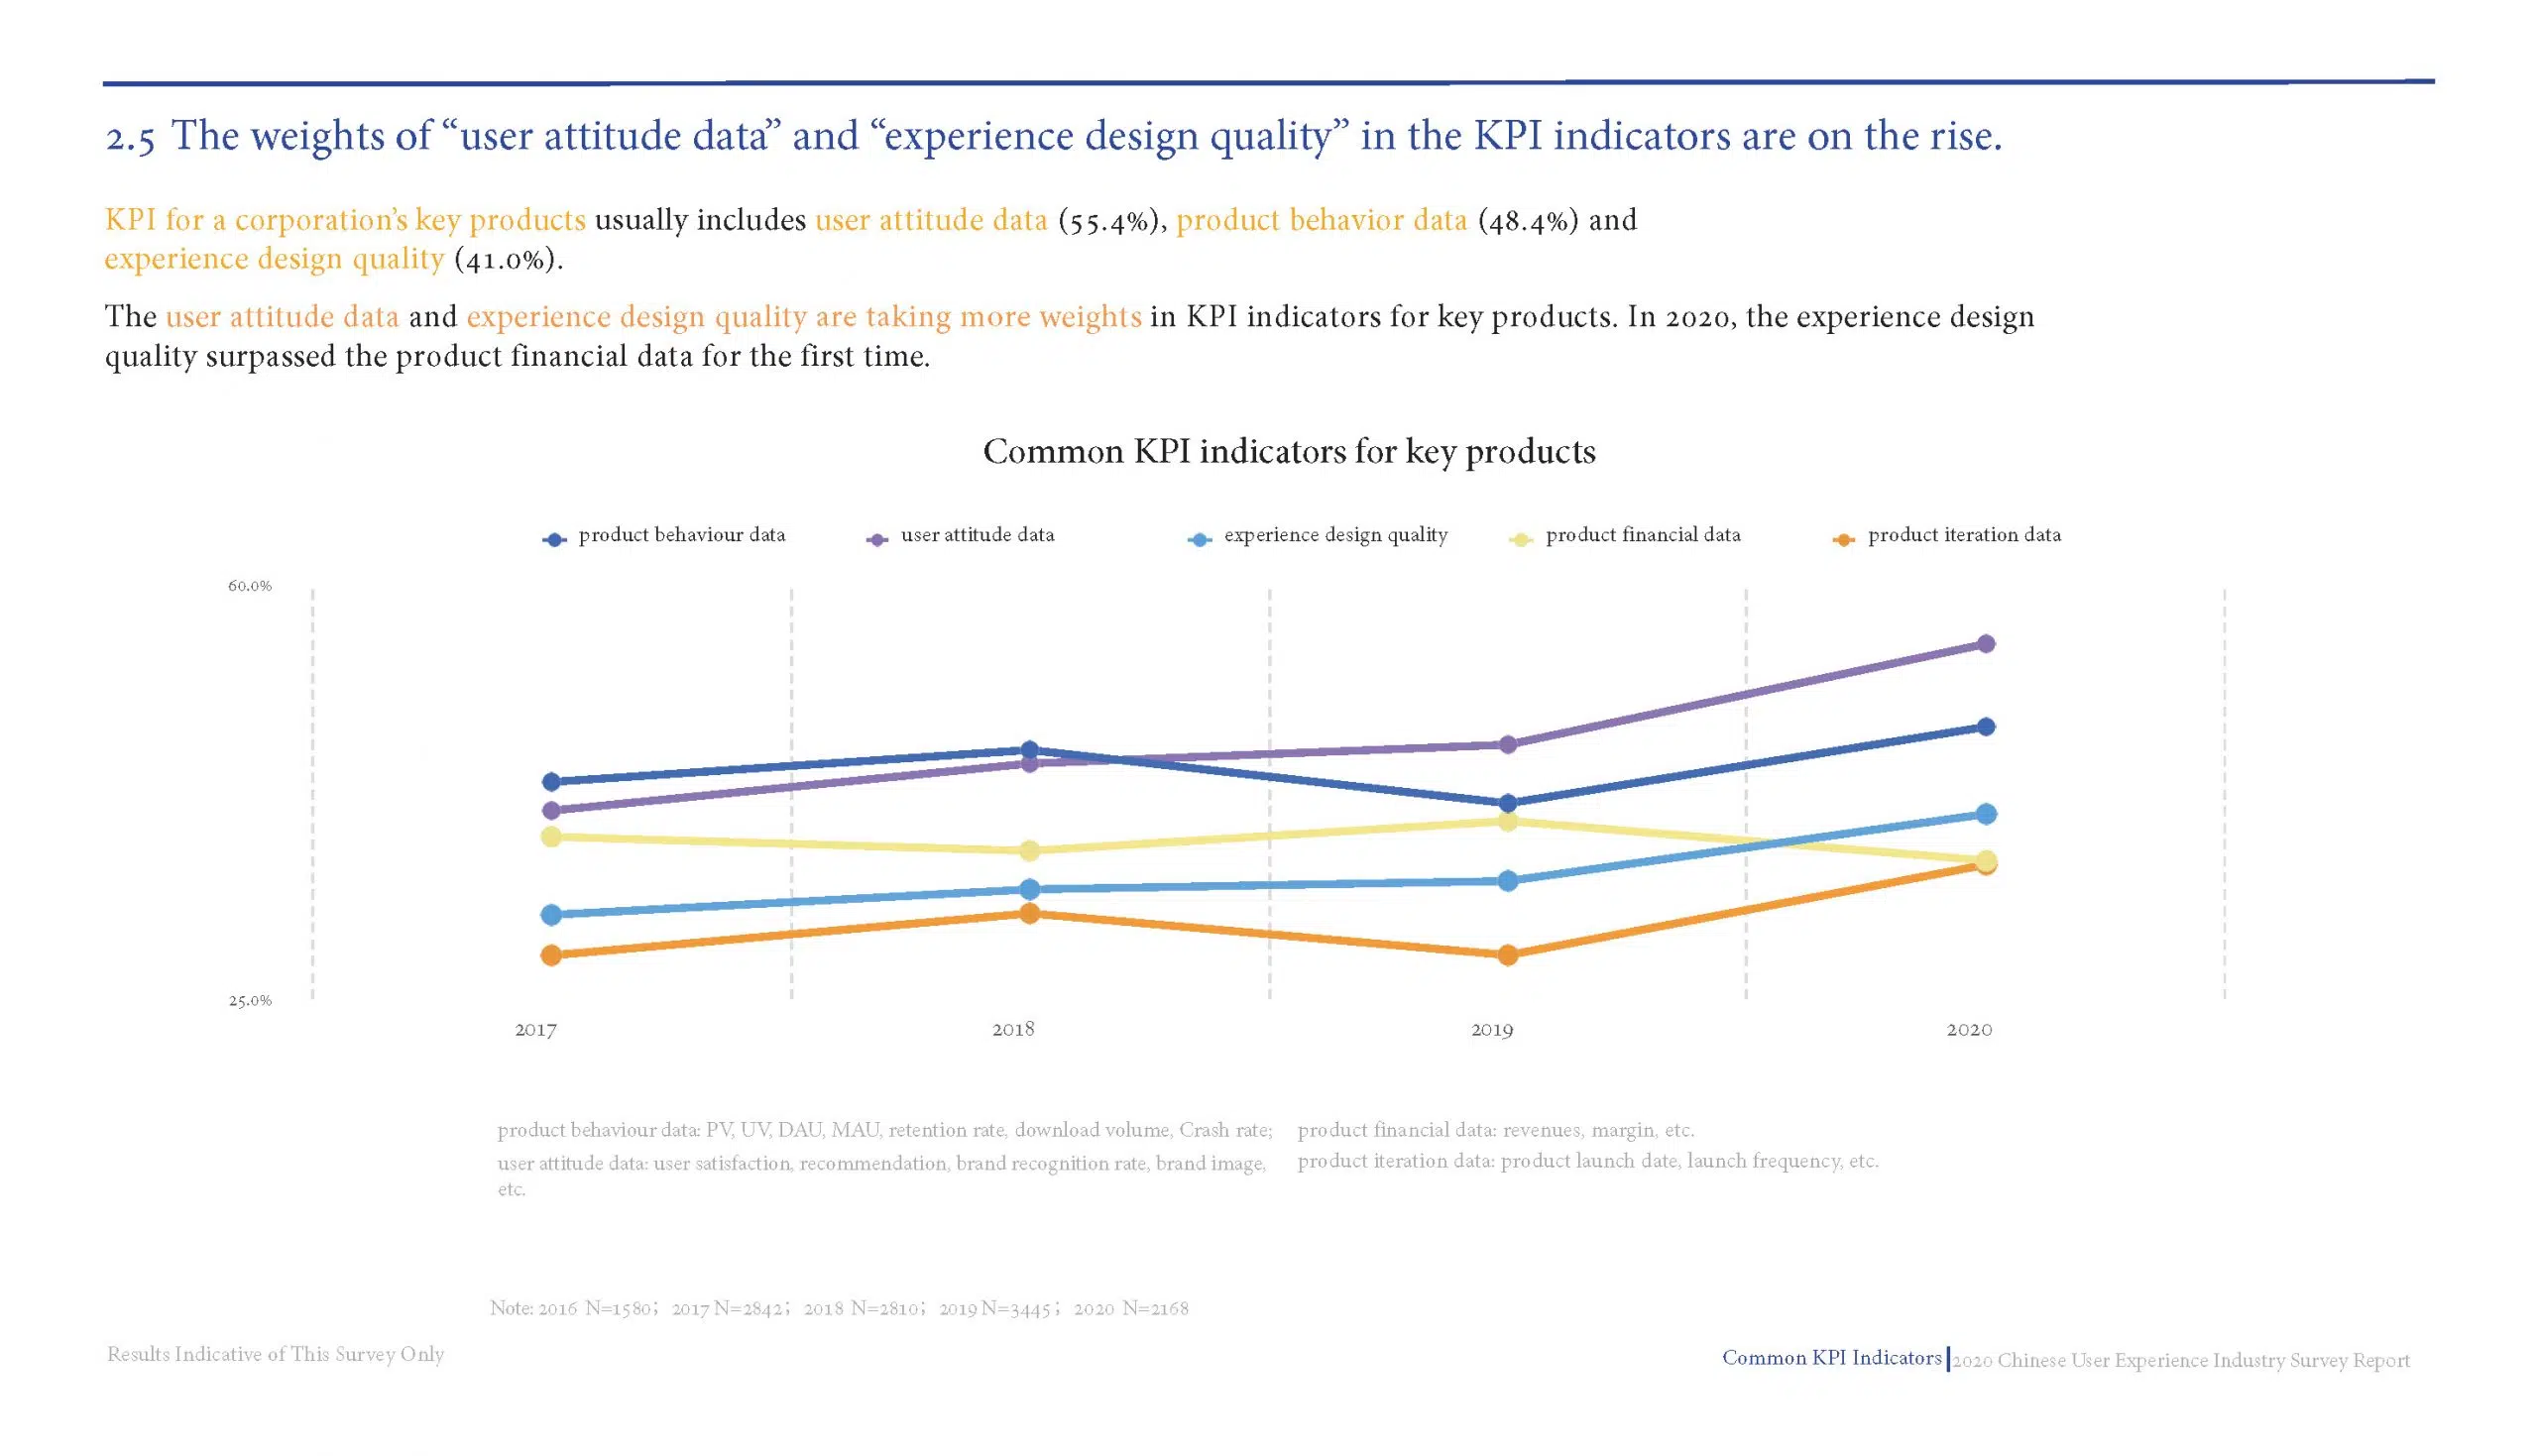 2.5 The weights of “user attitude data” and “experience design quality” in the KPI indicators are on the rise.
KPI for a corporation’s key products usually includes user attitude data (55.4%), product behavior data (48.4%) and
experience design quality (41.0%).
The user attitude data and experience design quality are taking more weights in KPI indicators for key products. In 2020, the experience design
quality surpassed the product financial data for the first time.
Common KPI indicators for key products
product behaviour data user attitude data experience design quality product financial data product iteration data
60.0%
25.0%
2017 2018 2019 2020
product behaviour data: PV, UV, DAU, MAU, retention rate, download volume, Crash rate;
user attitude data: user satisfaction, recommendation, brand recognition rate, brand image,
etc.
product financial data: revenues, margin, etc.
product iteration data: product launch date, launch frequency, etc.
Note: 2016 N=1580; 2017 N=2842; 2018 N=2810; 2019 N=3445; 2020 N=2168
Results Indicative of This Survey Only
Common KPI Indicators 2020 Chinese User Experience Industry Survey Report